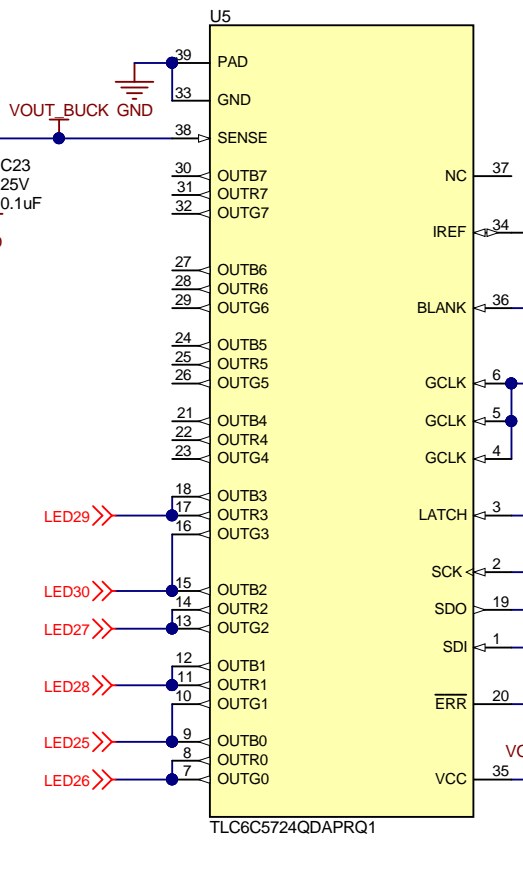 U5
39 PAD
33 GND
VOUT_BUCK GND
38 SENSE
C23
25V
0.1uF
30 OUTB7
31 OUTR7
32 OUTG7
NC 37
IREF 34
27 OUTB6
28 OUTR6
29 OUTG6
BLANK 36
24 OUTB5
25 OUTR5
26 OUTG5
GCLK 6
21 OUTB4
22 OUTR4
23 OUTG4
GCLK 5
GCLK 4
18 OUTB3
LED29 17 OUTR3
16 OUTG3
LATCH 3
SCK 2
LED30 15 OUTB2
14 OUTR2
LED27 13 OUTG2
SDO 19
SDI 1
12 OUTB1
LED28 11 OUTR1
10 OUTG1
ERR 20
LED25 9 OUTB0
8 OUTR0
LED26 7 OUTG0
VCC 35
TLC6C5724QDAPRQ1